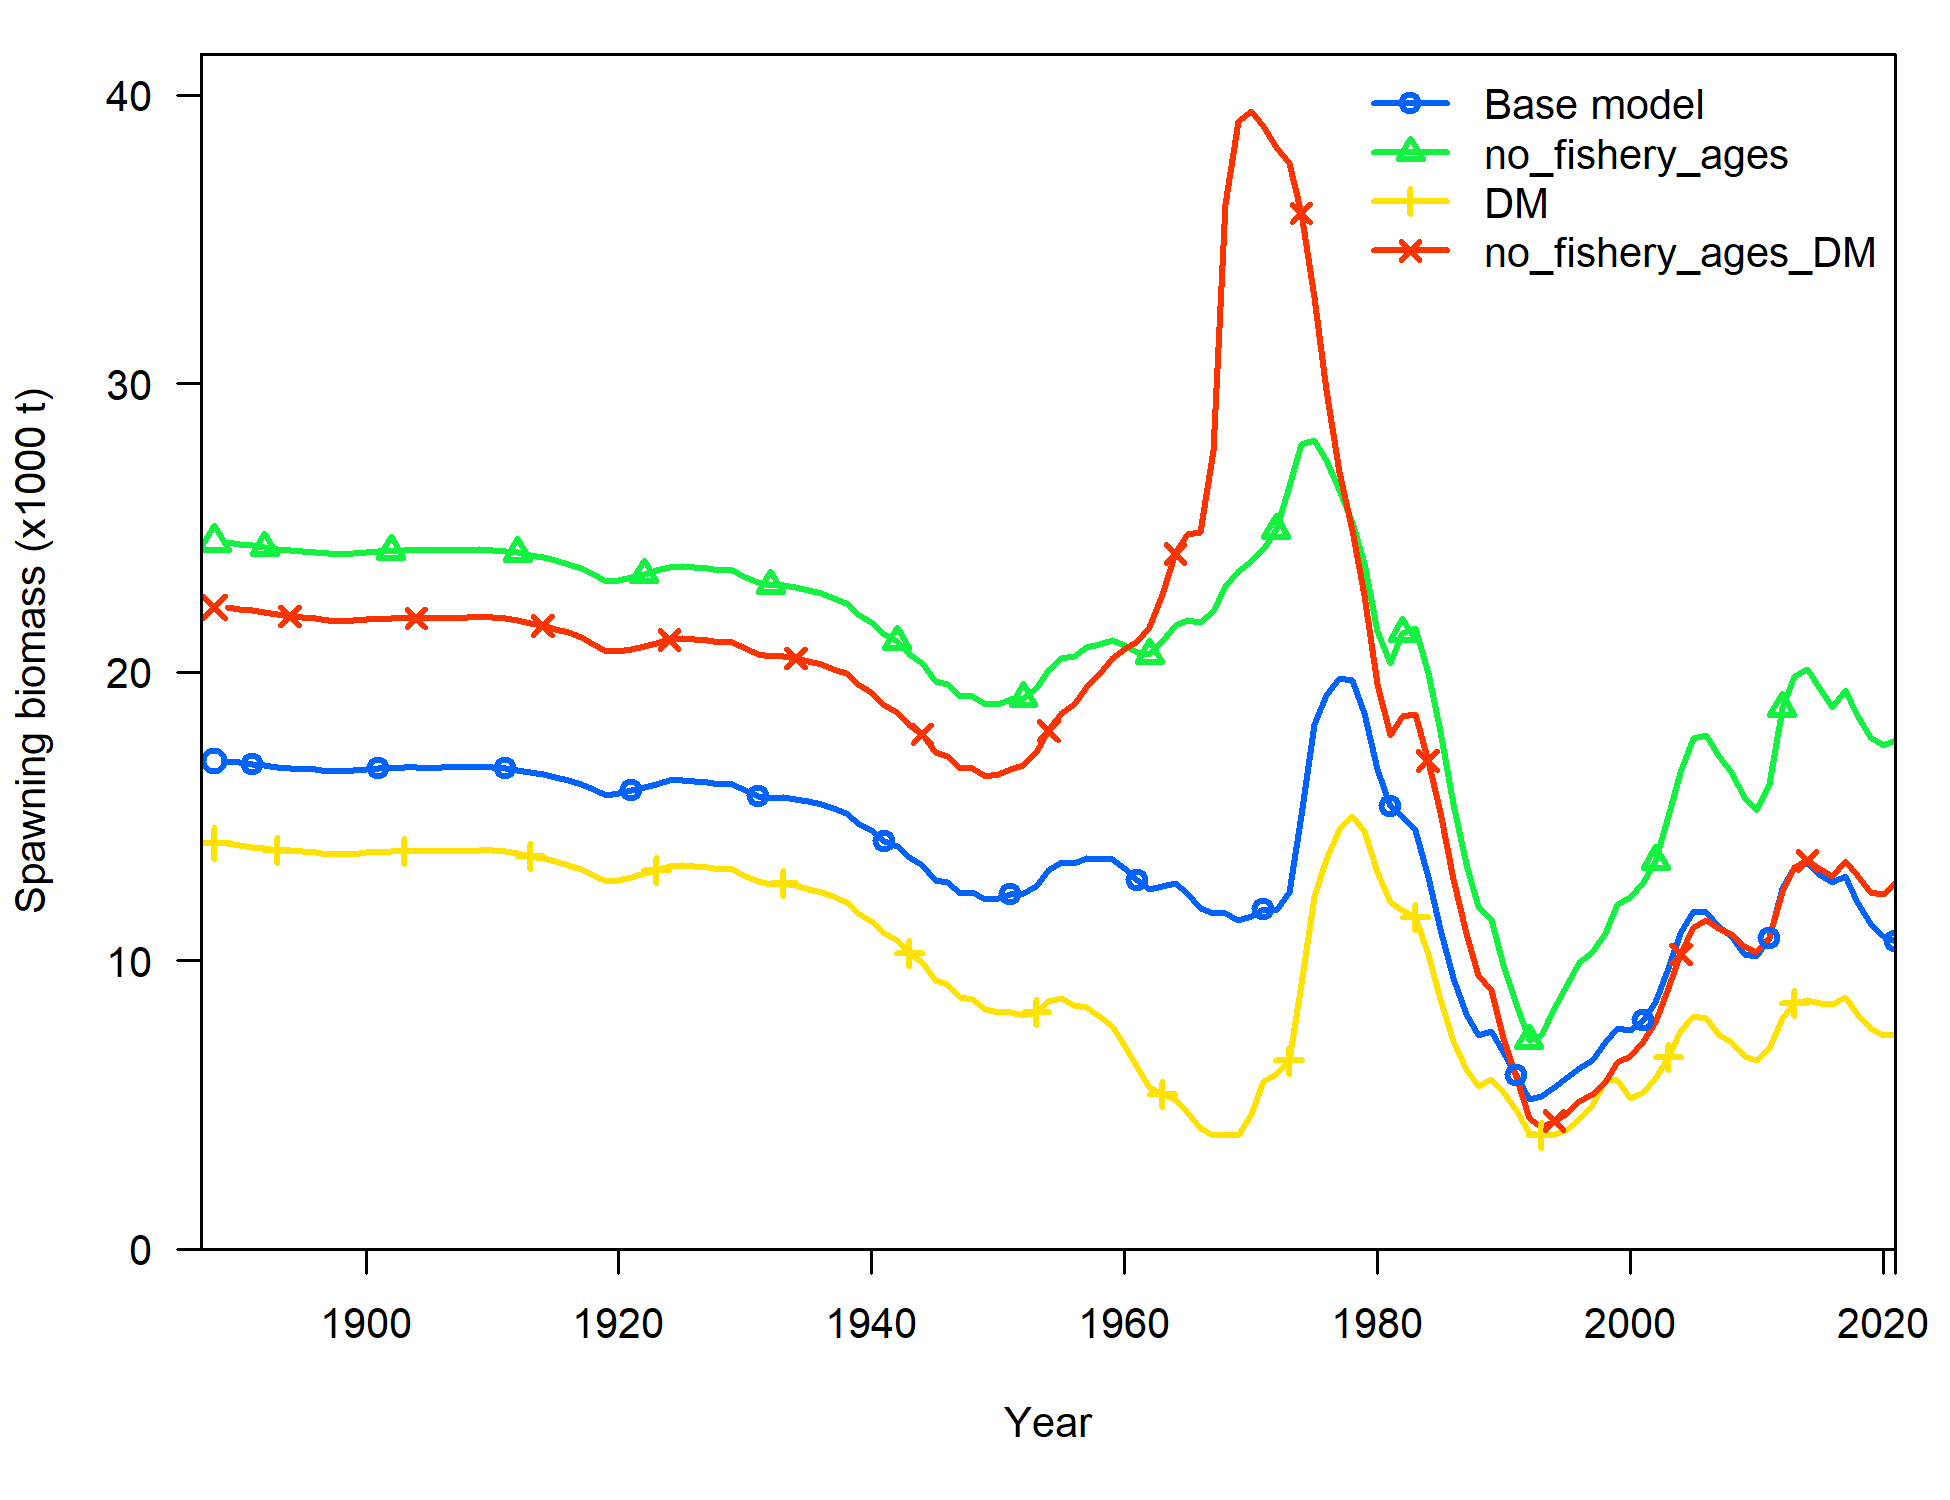 Base model
no_fishery_ages
DM
no_fishery_ages_DM
Spawning biomass (x1000 t)
40
30
20
10
0
1900 1920 1940 1960 1980 2000 2020
Year